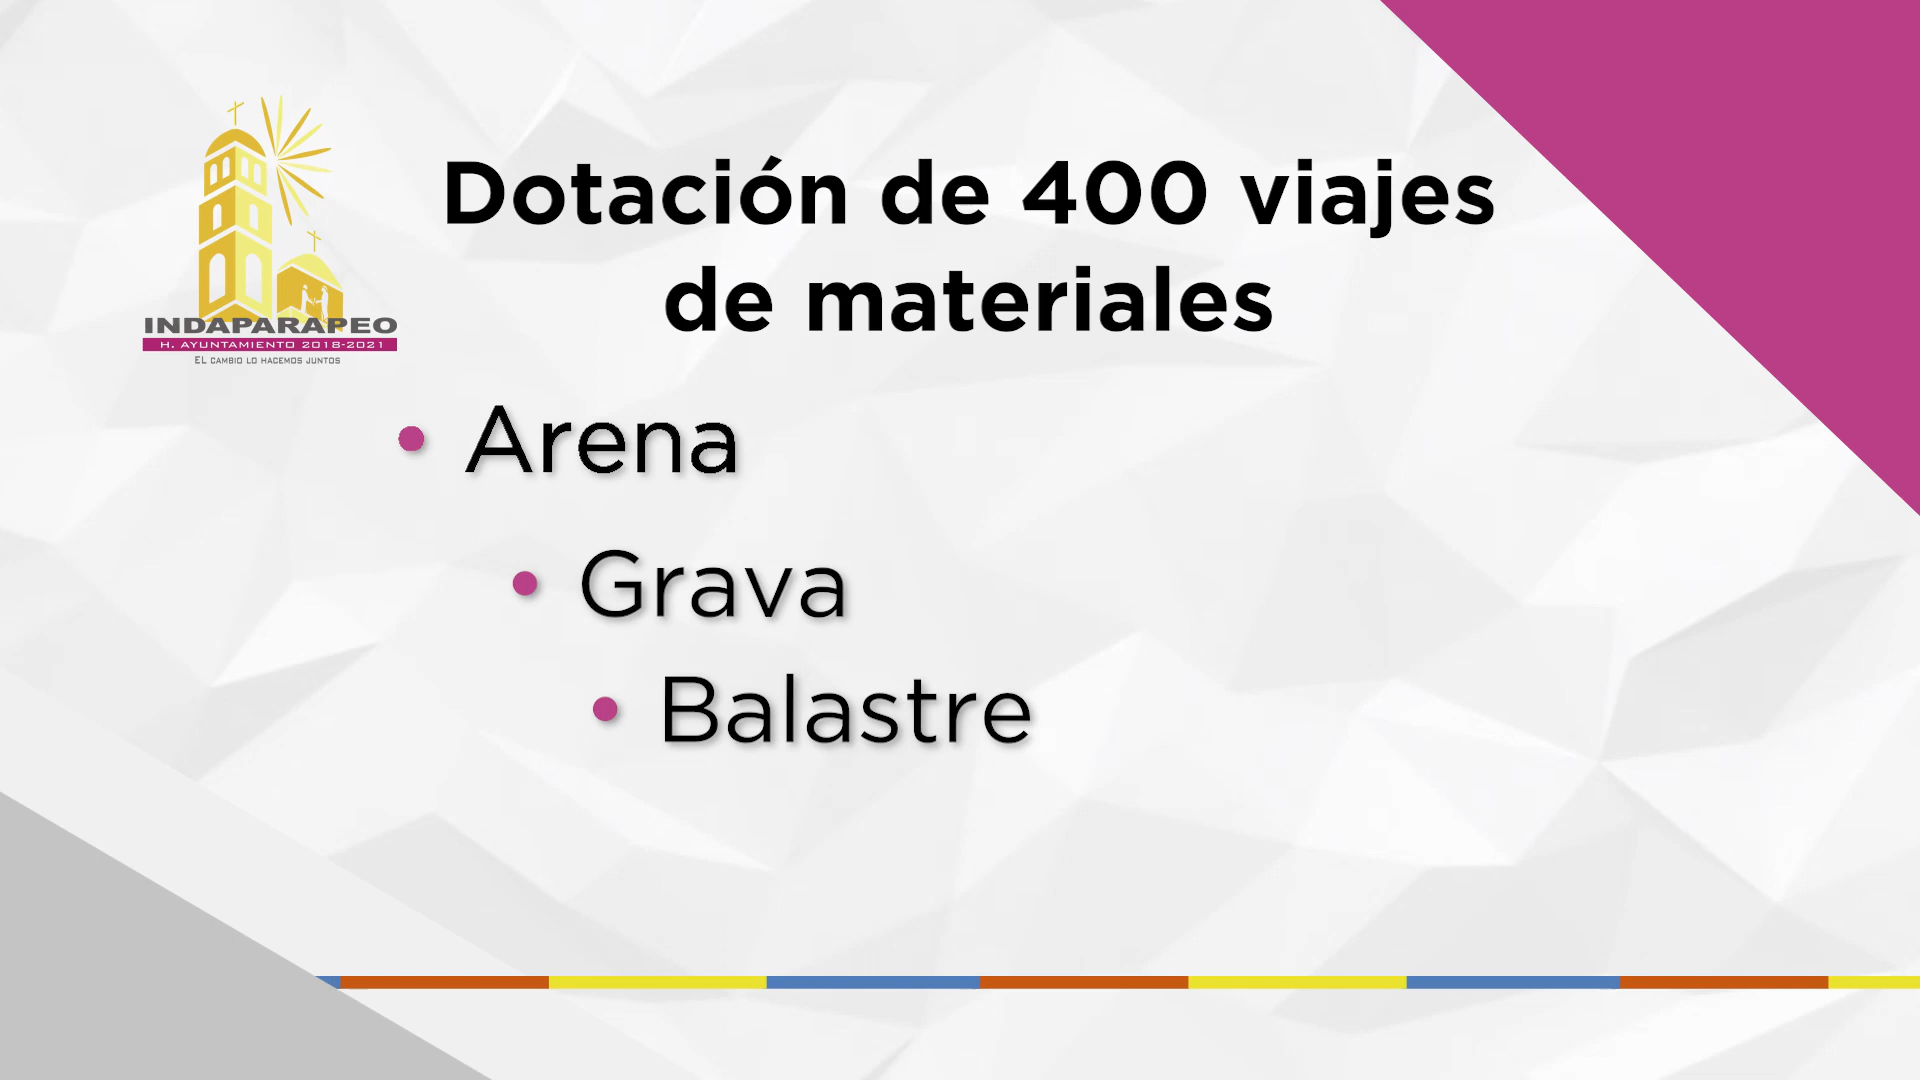 Dotación de 400 viajes
de materiales
INDAPARAPEO
H. AYUNTAMIENTO 2018-2021
EL CAMBIO LO HACEMOS JUNTOS
• Arena
• Grava
• Balastre